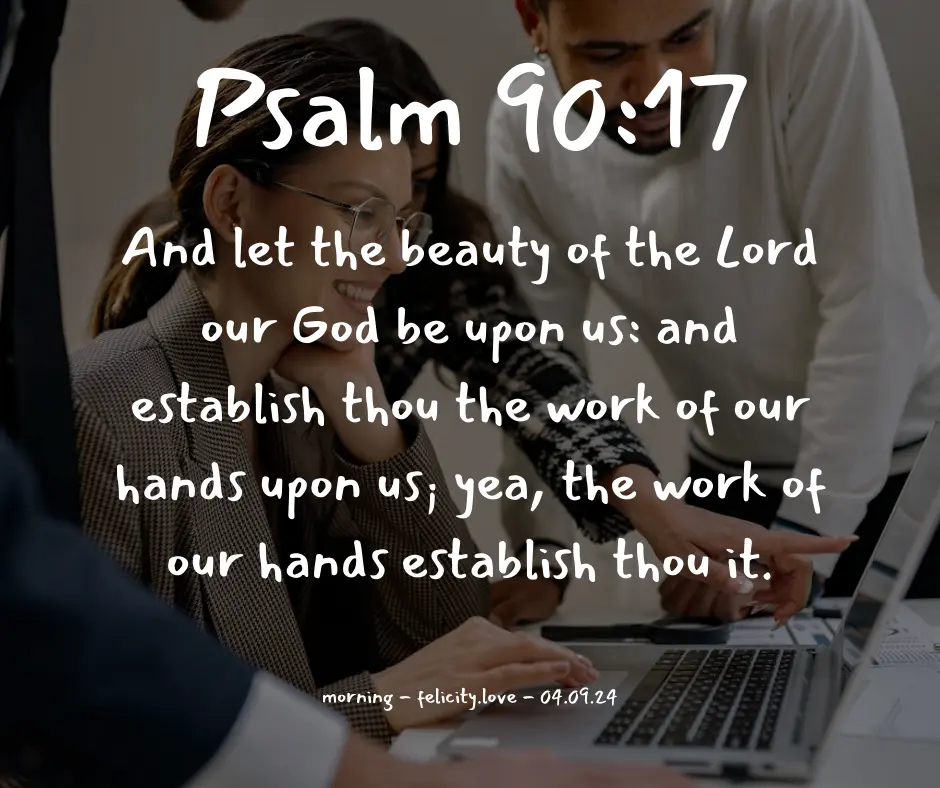 Psalm 90:17
And let the beauty of the Lord
our God be upon us: and
establish thou the work of our
hands upon us; yea, the work of
our hands establish thou it.
morning - felicity.love - 04.09.24